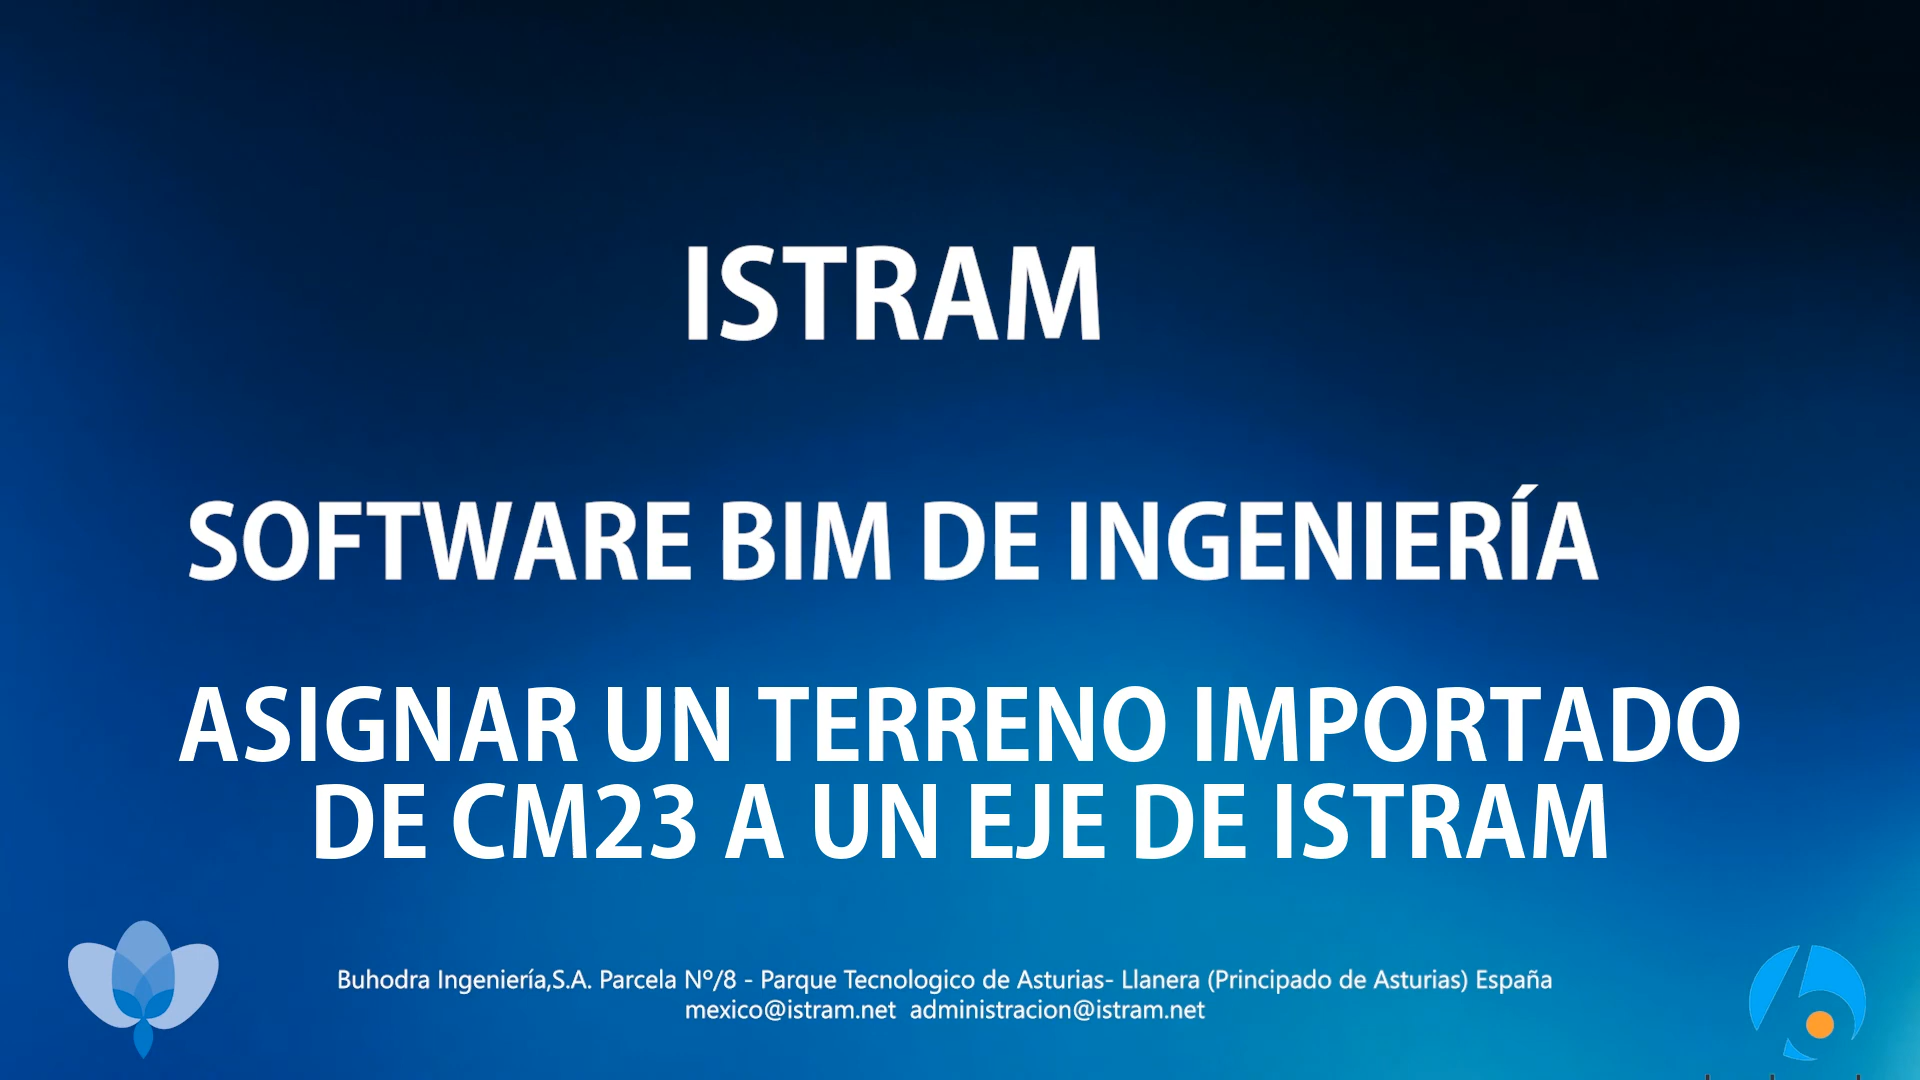 ISTRAM
SOFTWARE BIM DE INGENIERÍA
ASIGNAR UN TERRENO IMPORTADO
DE CM23 A UN EJE DE ISTRAM
Buhodra Ingeniería,S.A. Parcela Nº/8 - Parque Tecnologico de Asturias- Llanera (Principado de Asturias) España
mexico@istram.net administracion@istram.net